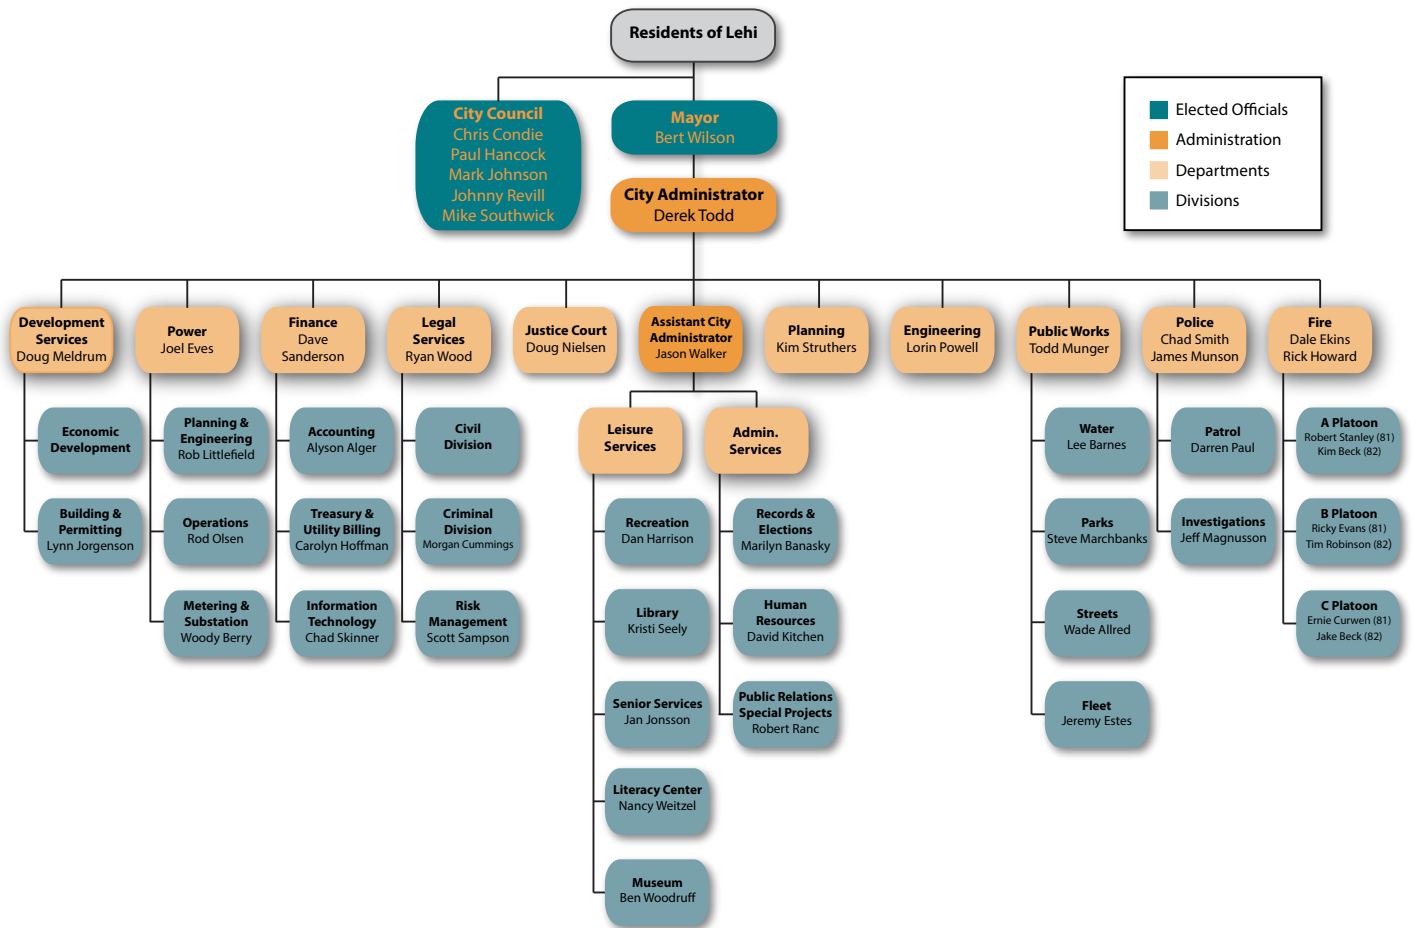 Residents of Lehi
City Council
Chris Condie
Paul Hancock
Mark Johnson
Johnny Revill
Mike Southwick
Mayor
Bert Wilson
City Administrator
Derek Todd
Elected Officials
Administration
Departments
Divisions
Development
Services
Doug Meldrum
Power
Joel Eves
Finance
Dave
Sanderson
Legal
Services
Ryan Wood
Justice Court
Doug Nielsen
Assistant City
Administrator
Jason Walker
Planning
Kim Struthers
Engineering
Lorin Powell
Public Works
Todd Munger
Police
Chad Smith
James Munson
Fire
Dale Ekins
Rick Howard
Economic
Development
Building &
Permitting
Lynn Jorgenson
Planning &
Engineering
Rob Littlefield
Operations
Rod Olsen
Metering &
Substation
Woody Berry
Accounting
Alyson Alger
Treasury &
Utility Billing
Carolyn Hoffman
Information
Technology
Chad Skinner
Civil
Division
Criminal
Division
Morgan Cummings
Risk
Management
Scott Sampson
Leisure
Services
Recreation
Dan Harrison
Library
Kristi Seely
Senior Services
Jan Jonsson
Literacy Center
Nancy Weitzel
Museum
Ben Woodruff
Admin.
Services
Records &
Elections
Marilyn Banasky
Human
Resources
David Kitchen
Public Relations
Special Projects
Robert Ranc
Water
Lee Barnes
Parks
Steve Marchbanks
Streets
Wade Allred
Fleet
Jeremy Estes
Patrol
Darren Paul
Investigations
Jeff Magnusson
A Platoon
Robert Stanley (81)
Kim Beck (82)
B Platoon
Ricky Evans (81)
Tim Robinson (82)
C Platoon
Ernie Curwen (81)
Jake Beck (82)